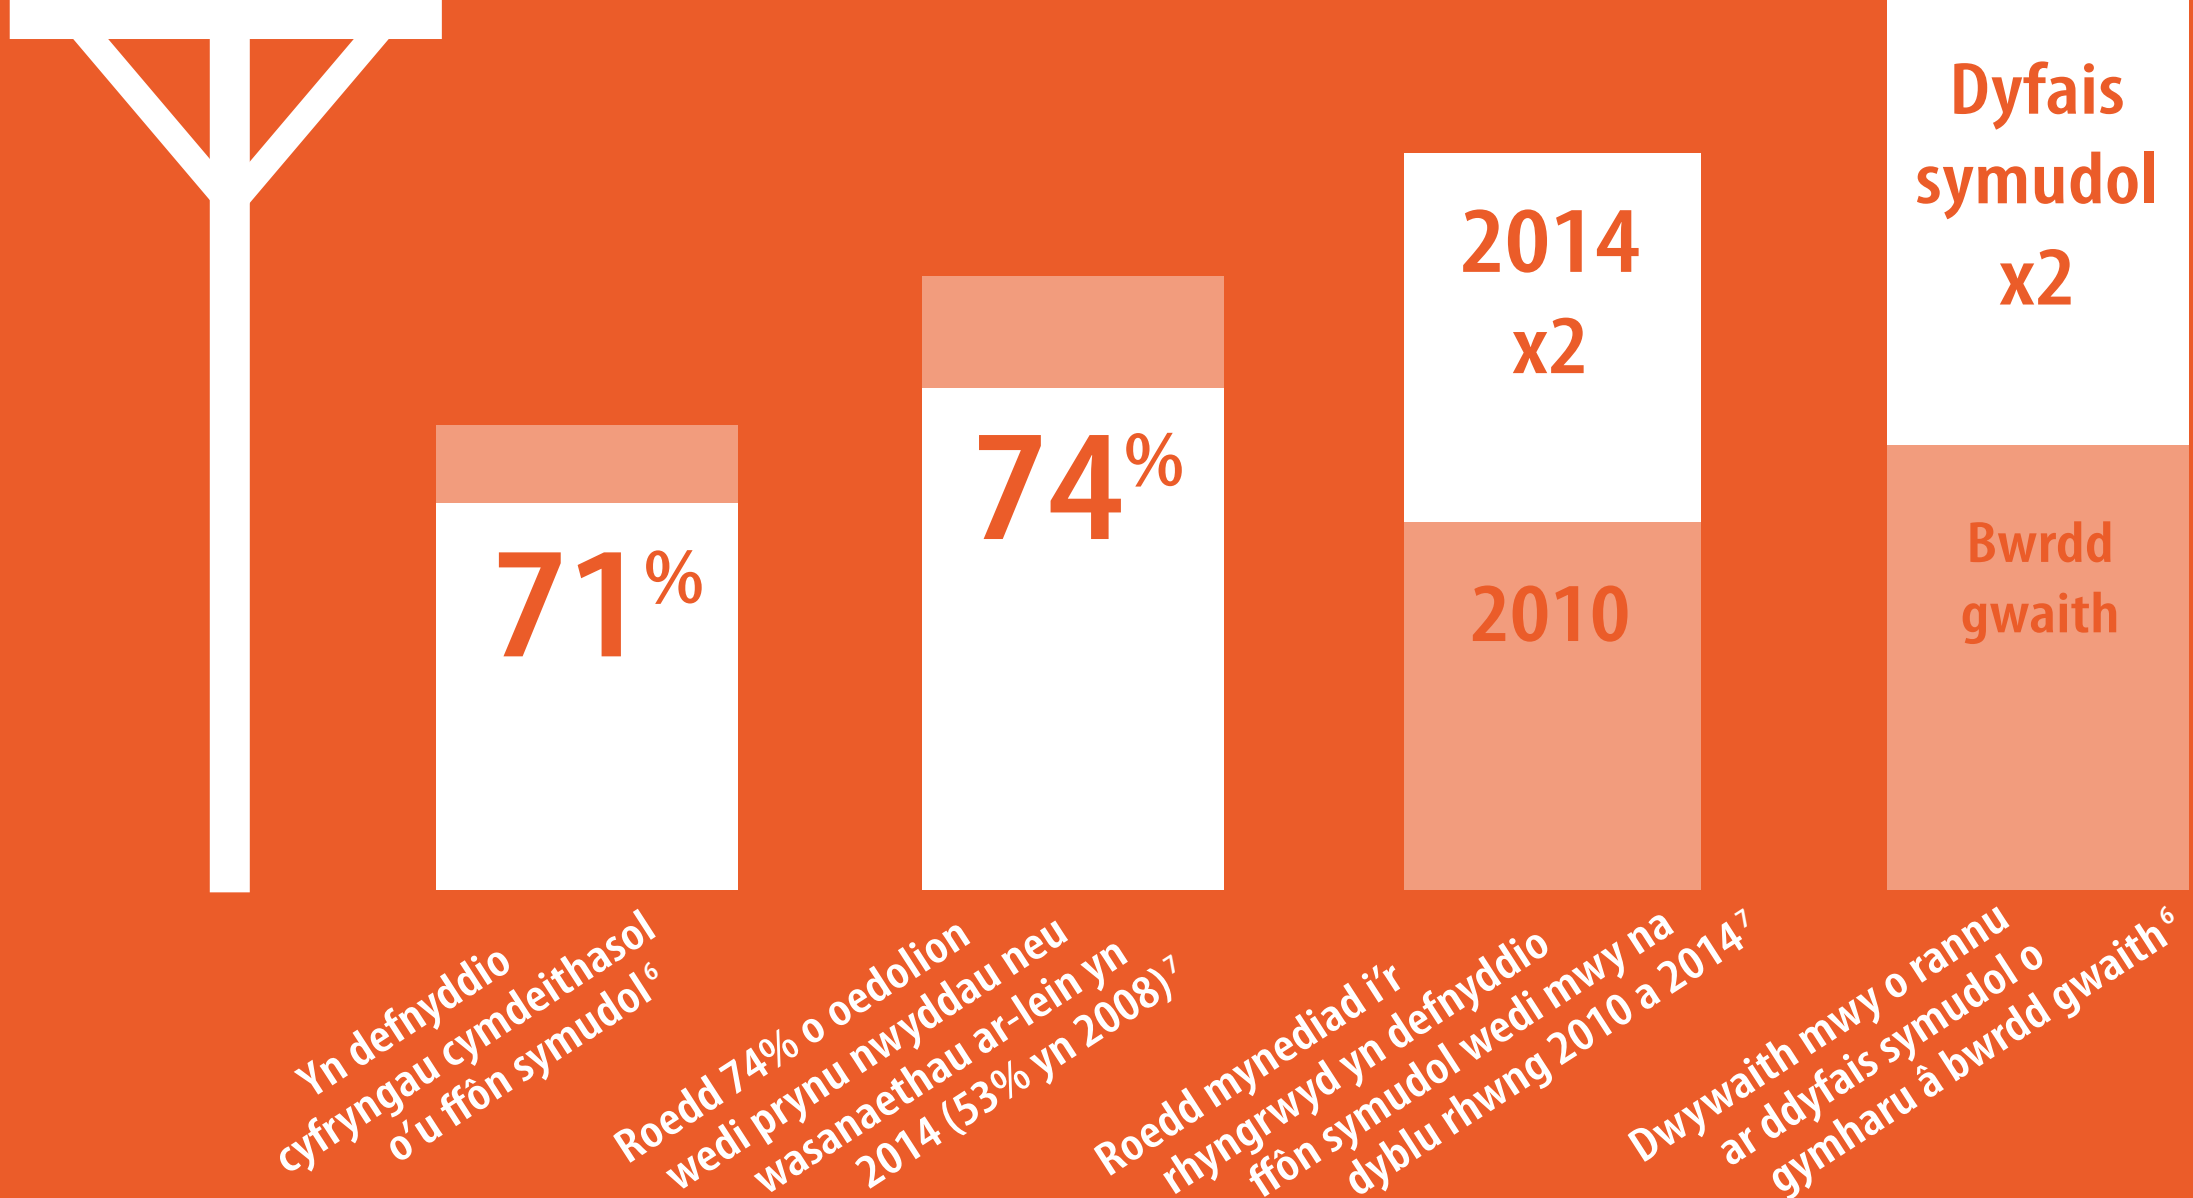 71%
74%
2014
x2
2010
Dyfais
symudol
x2
Bwrdd
gwaith
Yn defnyddio
cyfryngau cymdeithasol
o’u ffôn symudol⁶
Roedd 74% o oedolion
wedi prynu nwyddau neu
wasanaethau ar-lein yn
2014 (53% yn 2008)⁷
Roedd mynediad i’r
rhyngrwyd yn defnyddio
ffôn symudol wedi mwy na
dyblu rhwng 2010 a 2014⁷
Dwywaith mwy o rannu
ar ddyfais symudol o
gymharu â bwrdd gwaith⁶